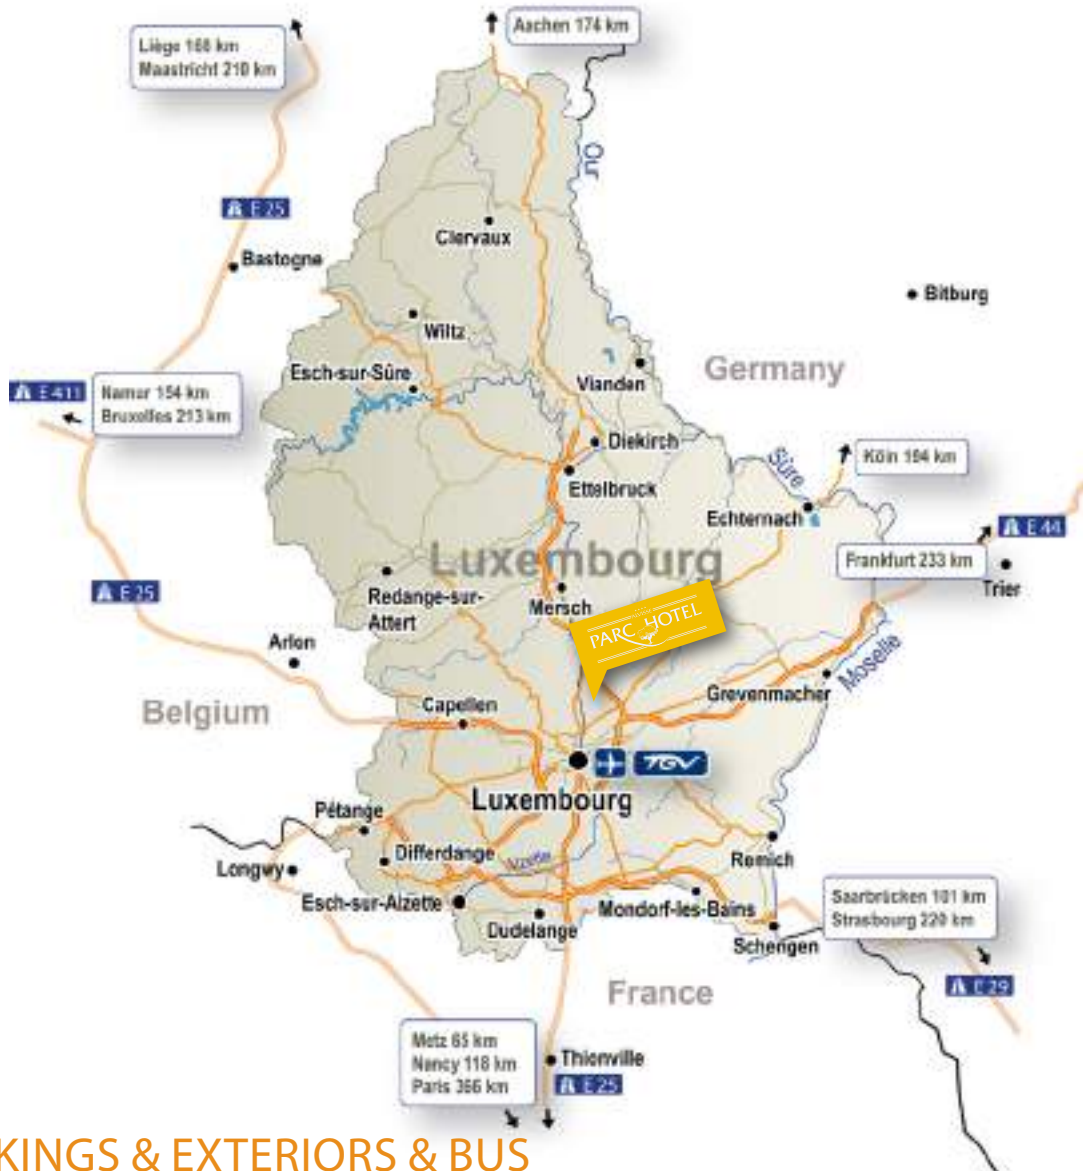 Aachen 174 km
Liège 168 km
Maastricht 210 km
Our
E 25
Clervaux
Bastogne
Bitburg
Wiltz
Germany
Esch-sur-Sûre
Vianden
E 411
Namur 154 km
Bruxelles 213 km
Diekirch
Köln 194 km
Sûre
Ettelbruck
Echternach
E 44
Luxembourg
Frankfurt 233 km
Trier
E 25
Redange-sur-
Attert
Mersch
PARC HOTEL
Arlon
Moselle
Grevenmacher
Capellen
Belgium
TGV
Luxembourg
Pétange
Differdange
Alzette
Remich
Longwy
Esch-sur-Alzette
Mondorf-les-Bains
Saarbrücken 101 km
Strasbourg 220 km
Dudelange
Schengen
E 29
France
Metz 65 km
Nancy 118 km
Paris 366 km
Thionville
E 25
KINGS & EXTERIORS & BUS